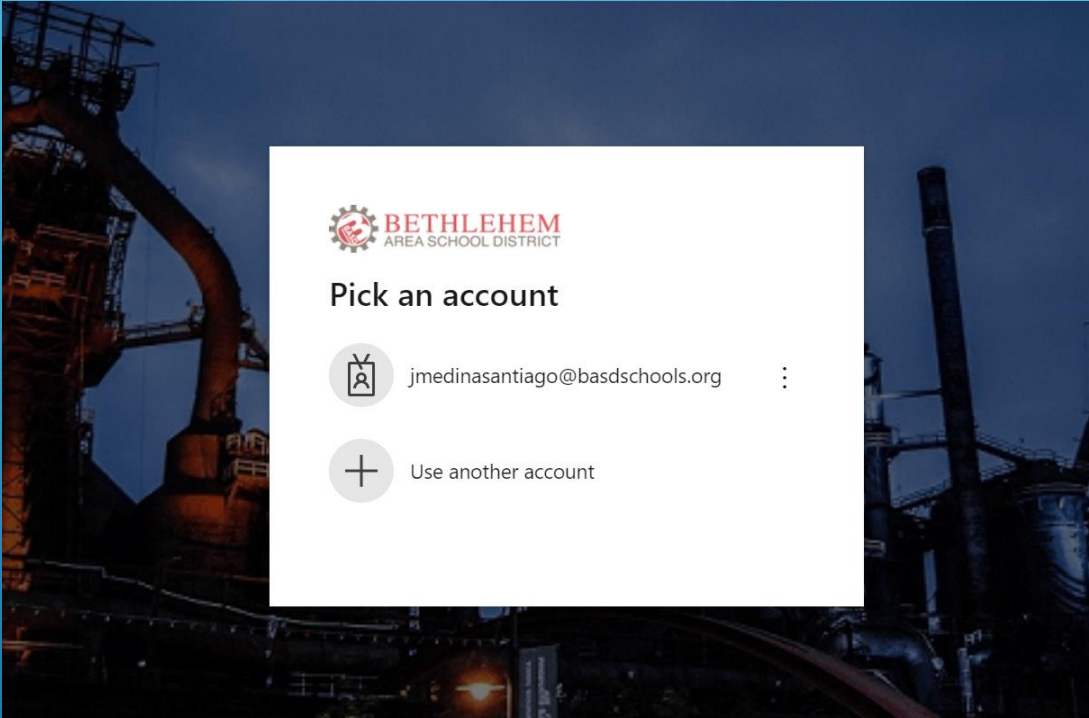 BETHLEHEM
AREA SCHOOL DISTRICT
Pick an account
jmedinasantiago@basdschools.org
Use another account